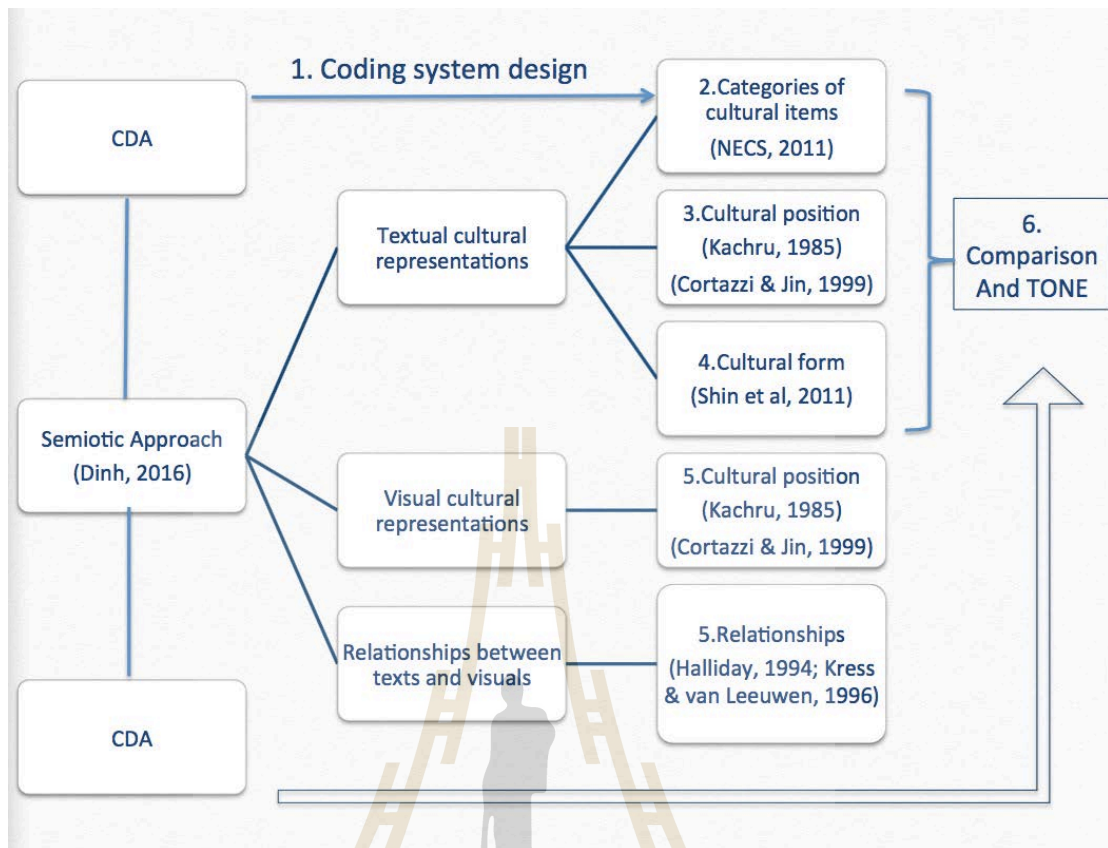 1. Coding system design
CDA
2.Categories of
cultural items
(NECS, 2011)
Textual cultural
representations
3.Cultural position
(Kachru, 1985)
(Cortazzi & Jin, 1999)
6.
Comparison
And TONE
4.Cultural form
(Shin et al, 2011)
Semiotic Approach
(Dinh, 2016)
Visual cultural
representations
5.Cultural position
(Kachru, 1985)
(Cortazzi & Jin, 1999)
Relationships between
texts and visuals
5.Relationships
(Halliday, 1994; Kress
& van Leeuwen, 1996)
CDA